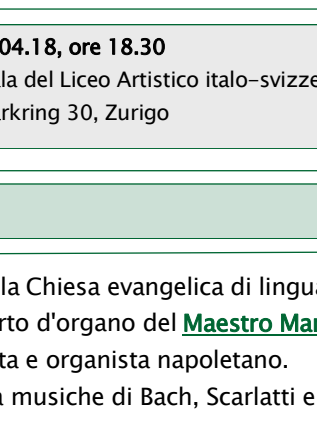 04.18, ore 18.30
la del Liceo Artistico italo-svizze
rkring 30, Zurigo
la Chiesa evangelica di lingu
rto d'organo del Maestro Mar
ta e organista napoletano.
a musiche di Bach, Scarlatti e